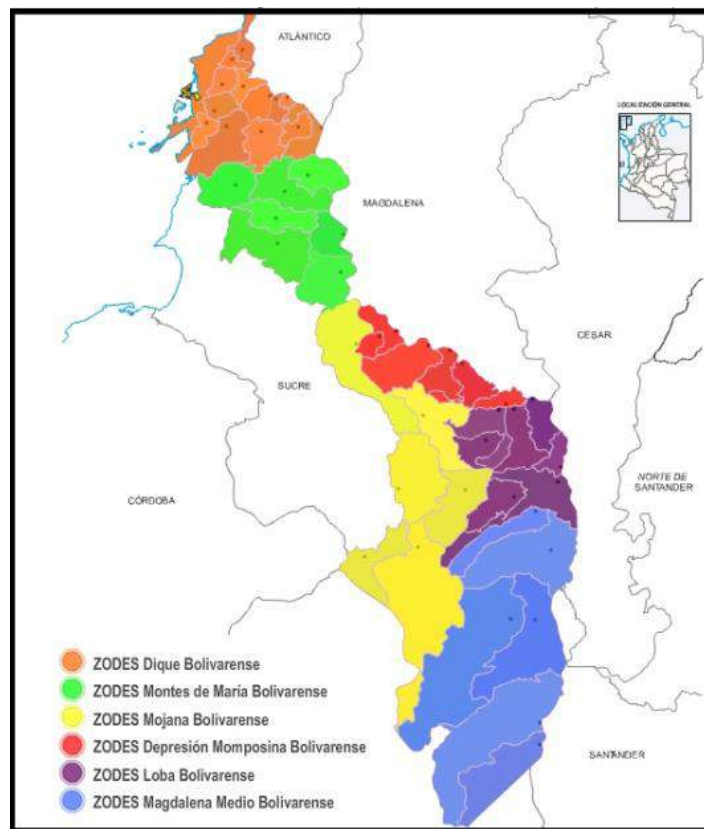 ATLÁNTICO
LOCALIZACIÓN GENERAL
MAGDALENA
CESAR
SUCRE
NORTE DE
SANTANDER
CÓRDOBA
ZODES Dique Bolivarense
ZODES Montes de María Bolivarense
ZODES Mojana Bolivarense
ZODES Depresión Momposina Bolivarense
ZODES Loba Bolivarense
ZODES Magdalena Medio Bolivarense
SANTANDER